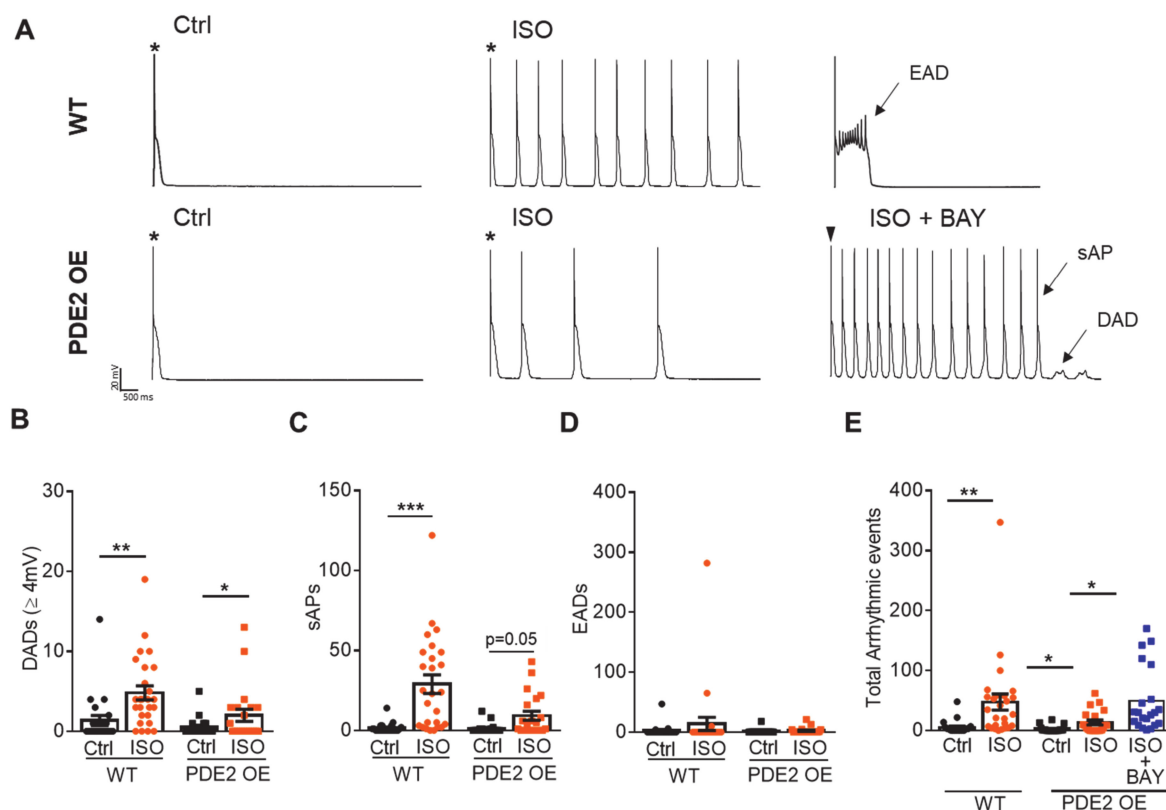 A
Ctrl
ISO
*
*
EAD
WT
Ctrl
ISO
ISO + BAY
*
*
sAP
DAD
PDE2 OE
20 mV
500 ms
B
C
D
E
30
20
10
0
DADs (≥ 4mV)
**
*
Ctrl ISO Ctrl ISO
WT PDE2 OE
150
100
50
0
sAPs
***
p=0.05
Ctrl ISO Ctrl ISO
WT PDE2 OE
400
300
200
100
0
EADs
Ctrl ISO Ctrl ISO
WT PDE2 OE
400
300
200
100
0
Total Arrhythmic events
**
*
*
Ctrl ISO Ctrl ISO ISO
+
BAY
WT PDE2 OE